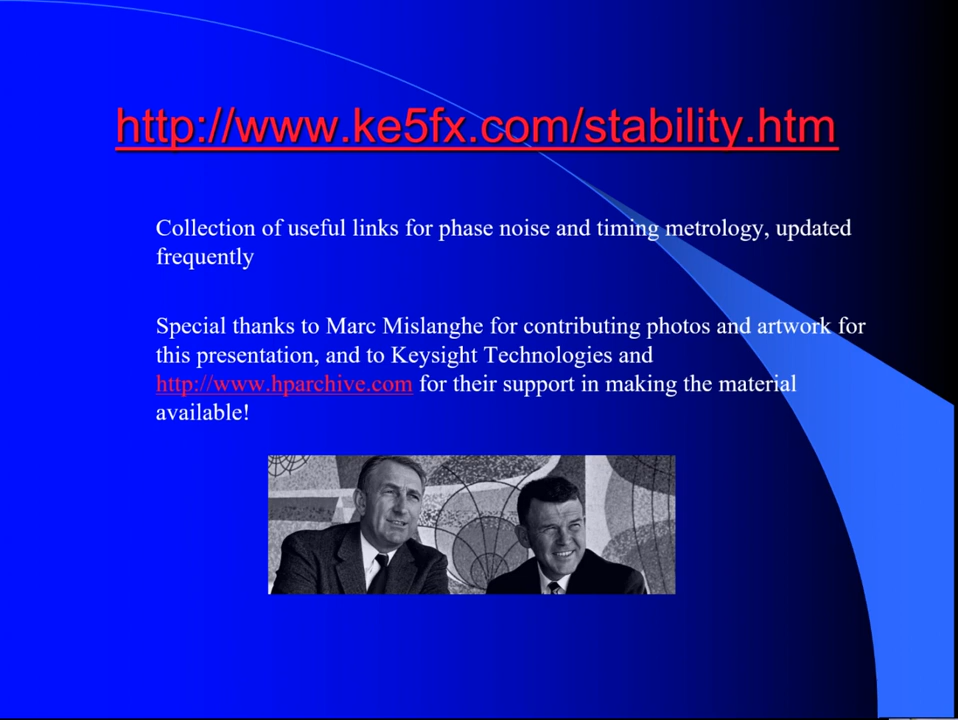 http://www.ke5fx.com/stability.htm
Collection of useful links for phase noise and timing metrology, updated
frequently
Special thanks to Marc Mislanghe for contributing photos and artwork for
this presentation, and to Keysight Technologies and
http://www.hparchive.com for their support in making the material
available!